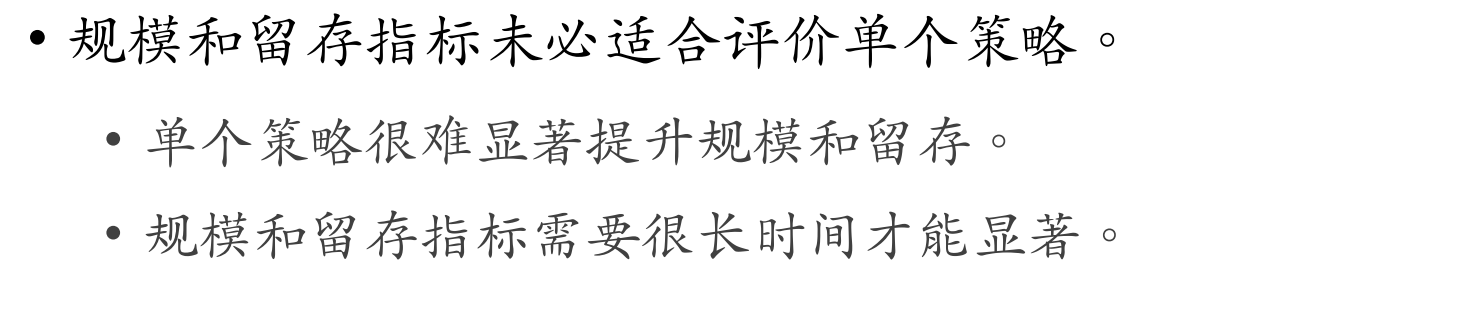 • 规模和留存指标未必适合评价单个策略。
• 单个策略很难显著提升规模和留存。
• 规模和留存指标需要很长时间才能显著。